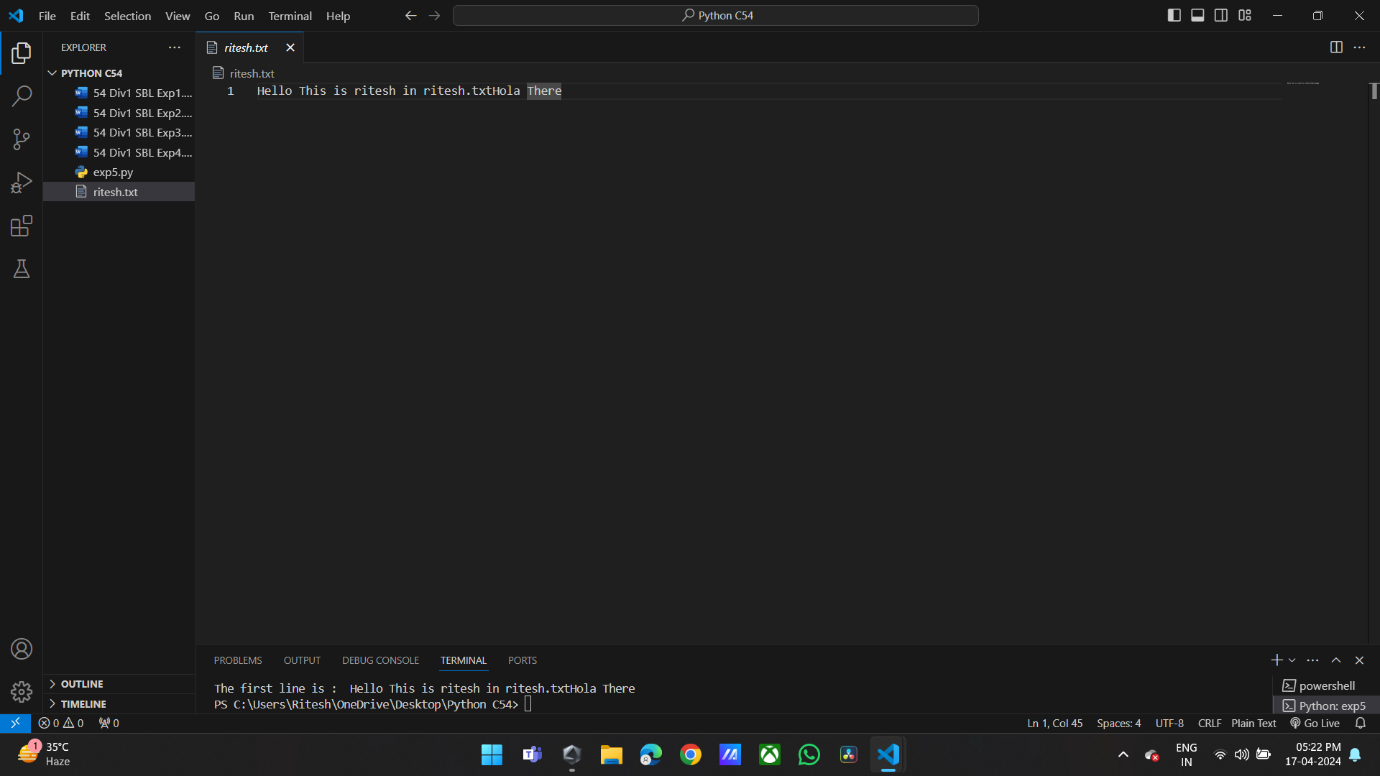 File Edit Selection View Go Run Terminal Help
Python C54
EXPLORER
ritesh.txt
PYTHON C54
ritesh.txt
54 Div1 SBL Exp1....
54 Div1 SBL Exp2....
54 Div1 SBL Exp3....
54 Div1 SBL Exp4....
exp5.py
ritesh.txt
1 Hello This is ritesh in ritesh.txtHola There
PROBLEMS OUTPUT DEBUG CONSOLE TERMINAL PORTS
The first line is :  Hello This is ritesh in ritesh.txtHola There
PS C:\Users\Ritesh\OneDrive\Desktop\Python C54>
powershell
Python: exp5
OUTLINE
TIMELINE
0 0 0
Ln 1, Col 45 Spaces: 4 UTF-8 CRLF Plain Text Go Live
1
35°C
Haze
ENG
IN
05:22 PM
17-04-2024